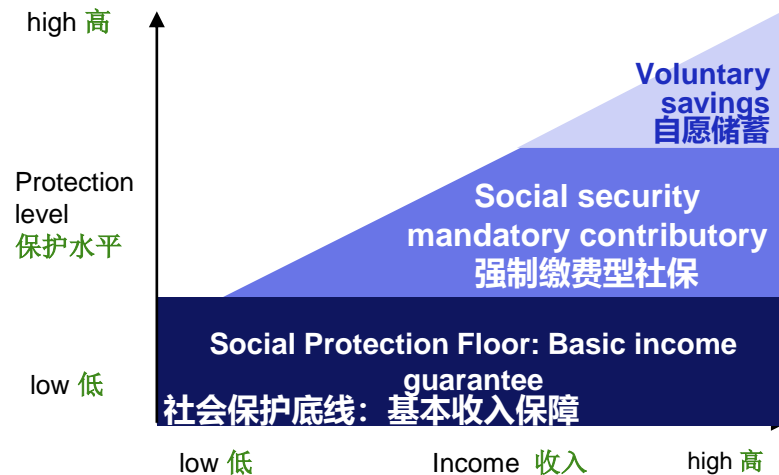 high 高
Voluntary
savings
自愿储蓄
Protection
level
保护水平
Social security
mandatory contributory
强制缴费型社保
Social Protection Floor: Basic income
guarantee
社会保护底线：基本收入保障
low 低
low 低
Income 收入
high 高